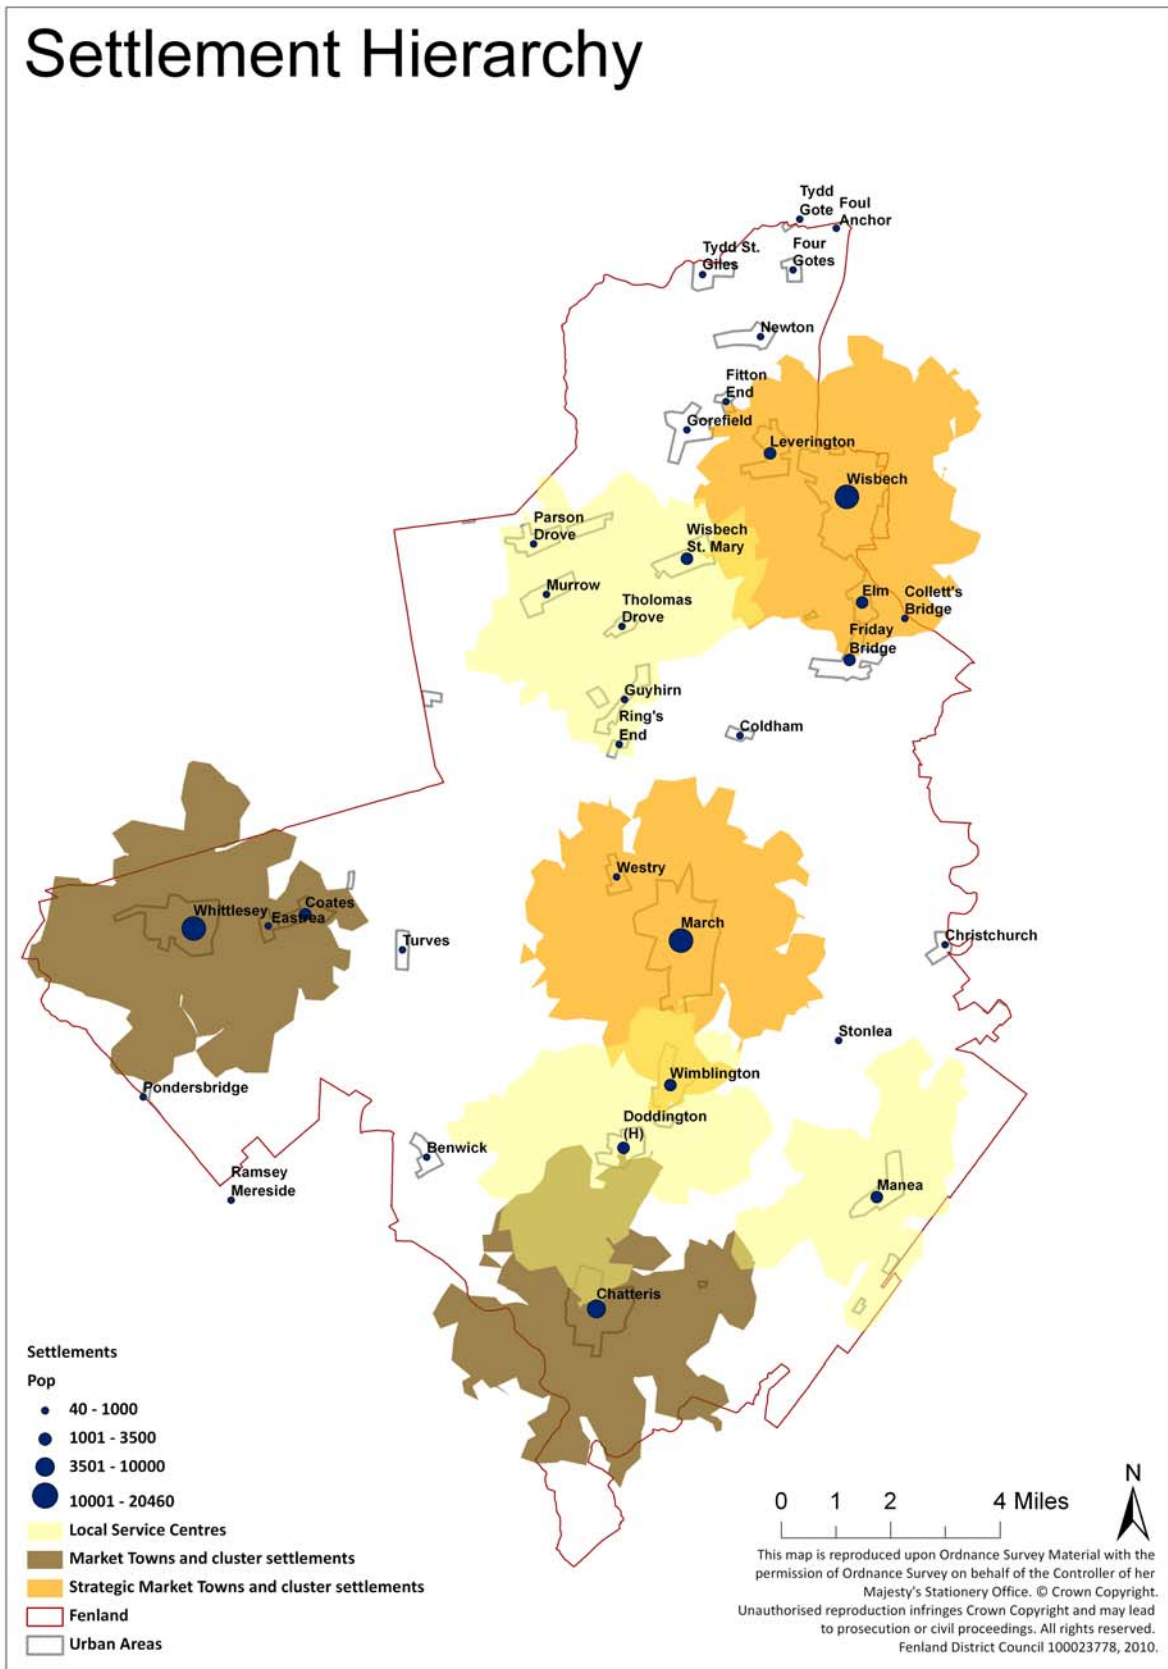 Settlement Hierarchy
Tydd
Gote
Foul
Anchor
Tydd St.
Giles
Four
Gotes
Newton
Fitton
End
Gorefield
Leverington
Wisbech
Parson
Drove
Wisbech
St. Mary
Murrow
Tholomas
Drove
Elm
Collett's
Bridge
Friday
Bridge
Guyhirn
Ring's
End
Coldham
Westry
Whittlesey
Eastrea
Coates
March
Turves
Christchurch
Stonlea
Pondersbridge
Wimblington
Doddington
(H)
Benwick
Ramsey
Mereside
Manea
Chatteris
Settlements
Pop
40 - 1000
1001 - 3500
3501 - 10000
10001 - 20460
Local Service Centres
Market Towns and cluster settlements
Strategic Market Towns and cluster settlements
Fenland
Urban Areas
N
0 1 2 4 Miles
This map is reproduced upon Ordnance Survey Material with the
permission of Ordnance Survey on behalf of the Controller of her
Majesty's Stationery Office. © Crown Copyright.
Unauthorised reproduction infringes Crown Copyright and may lead
to prosecution or civil proceedings. All rights reserved.
Fenland District Council 100023778, 2010.